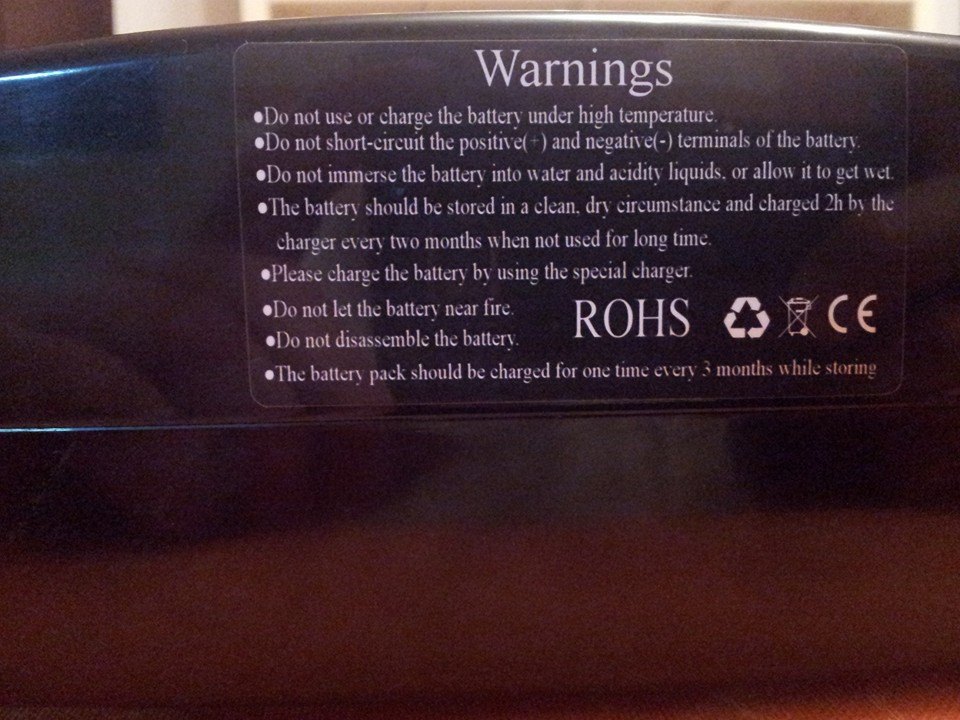 Warnings
●Do not use or charge the battery under high temperature.
●Do not short-circuit the positive(+) and negative(-) terminals of the battery.
●Do not immerse the battery into water and acidity liquids, or allow it to get wet.
●The battery should be stored in a clean, dry circumstance and charged 2h by the
charger every two months when not used for long time.
●Please charge the battery by using the special charger.
●Do not let the battery near fire.
●Do not disassemble the battery.
ROHS CE
●The battery pack should be charged for one time every 3 months while storing